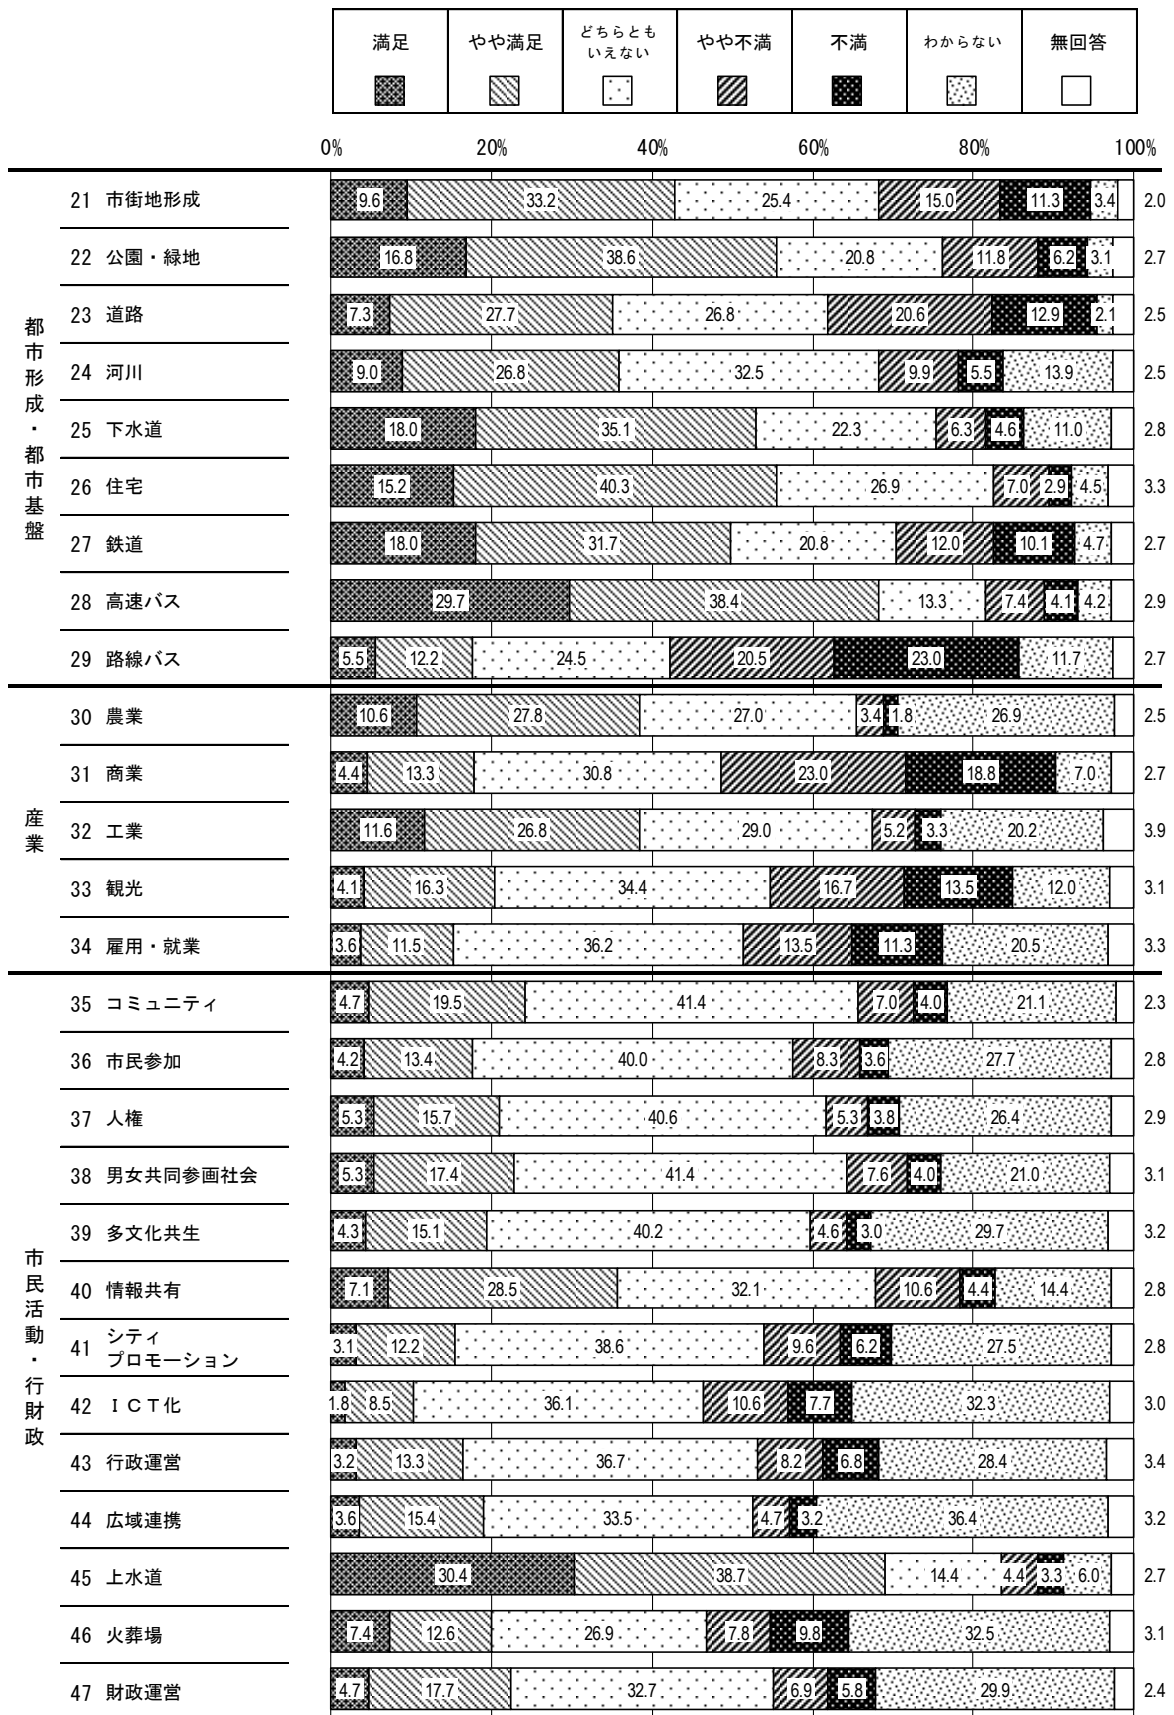 満足 やや満足 どちらとも やや不満 不満 わからない 無回答
いえない
0% 20% 40% 60% 80% 100%
都市形成・都市基盤
21 市街地形成 9.6 33.2 25.4 15.0 11.3 3.4 2.0
22 公園・緑地 16.8 38.6 20.8 11.8 6.2 3.1 2.7
23 道路 7.3 27.7 26.8 20.6 12.9 2.1 2.5
24 河川 9.0 26.8 32.5 9.9 5.5 13.9 2.5
25 下水道 18.0 35.1 22.3 6.3 4.6 11.0 2.8
26 住宅 15.2 40.3 26.9 7.0 2.9 4.5 3.3
27 鉄道 18.0 31.7 20.8 12.0 10.1 4.7 2.7
28 高速バス 29.7 38.4 13.3 7.4 4.1 4.2 2.9
29 路線バス 5.5 12.2 24.5 20.5 23.0 11.7 2.7
産業
30 農業 10.6 27.8 27.0 3.4 1.8 26.9 2.5
31 商業 4.4 13.3 30.8 23.0 18.8 7.0 2.7
32 工業 11.6 26.8 29.0 5.2 3.3 20.2 3.9
33 観光 4.1 16.3 34.4 16.7 13.5 12.0 3.1
34 雇用・就業 3.6 11.5 36.2 13.5 11.3 20.5 3.3
市民活動・行財政
35 コミュニティ 4.7 19.5 41.4 7.0 4.0 21.1 2.3
36 市民参加 4.2 13.4 40.0 8.3 3.6 27.7 2.8
37 人権 5.3 15.7 40.6 5.3 3.8 26.4 2.9
38 男女共同参画社会 5.3 17.4 41.4 7.6 4.0 21.0 3.1
39 多文化共生 4.3 15.1 40.2 4.6 3.0 29.7 3.2
40 情報共有 7.1 28.5 32.1 10.6 4.4 14.4 2.8
41 シティ
プロモーション 3.1 12.2 38.6 9.6 6.2 27.5 2.8
42 ＩＣＴ化 1.8 8.5 36.1 10.6 7.7 32.3 3.0
43 行政運営 3.2 13.3 36.7 8.2 6.8 28.4 3.4
44 広域連携 3.6 15.4 33.5 4.7 3.2 36.4 3.2
45 上水道 30.4 38.7 14.4 4.4 3.3 6.0 2.7
46 火葬場 7.4 12.6 26.9 7.8 9.8 32.5 3.1
47 財政運営 4.7 17.7 32.7 6.9 5.8 29.9 2.4